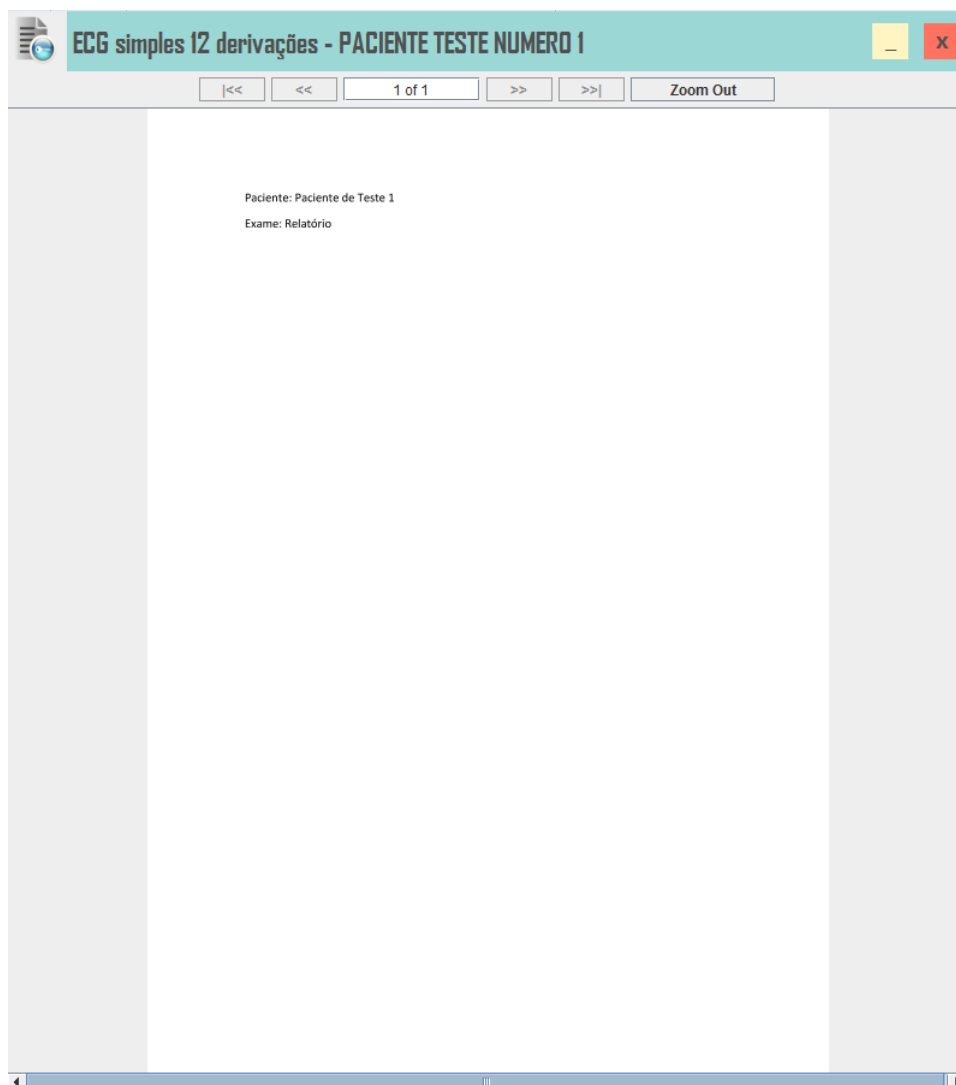 ECG simples 12 derivações - PACIENTE TESTE NUMERO 1
_ X
|<< << 1 of 1 >> >>| Zoom Out
Paciente: Paciente de Teste 1
Exame: Relatório